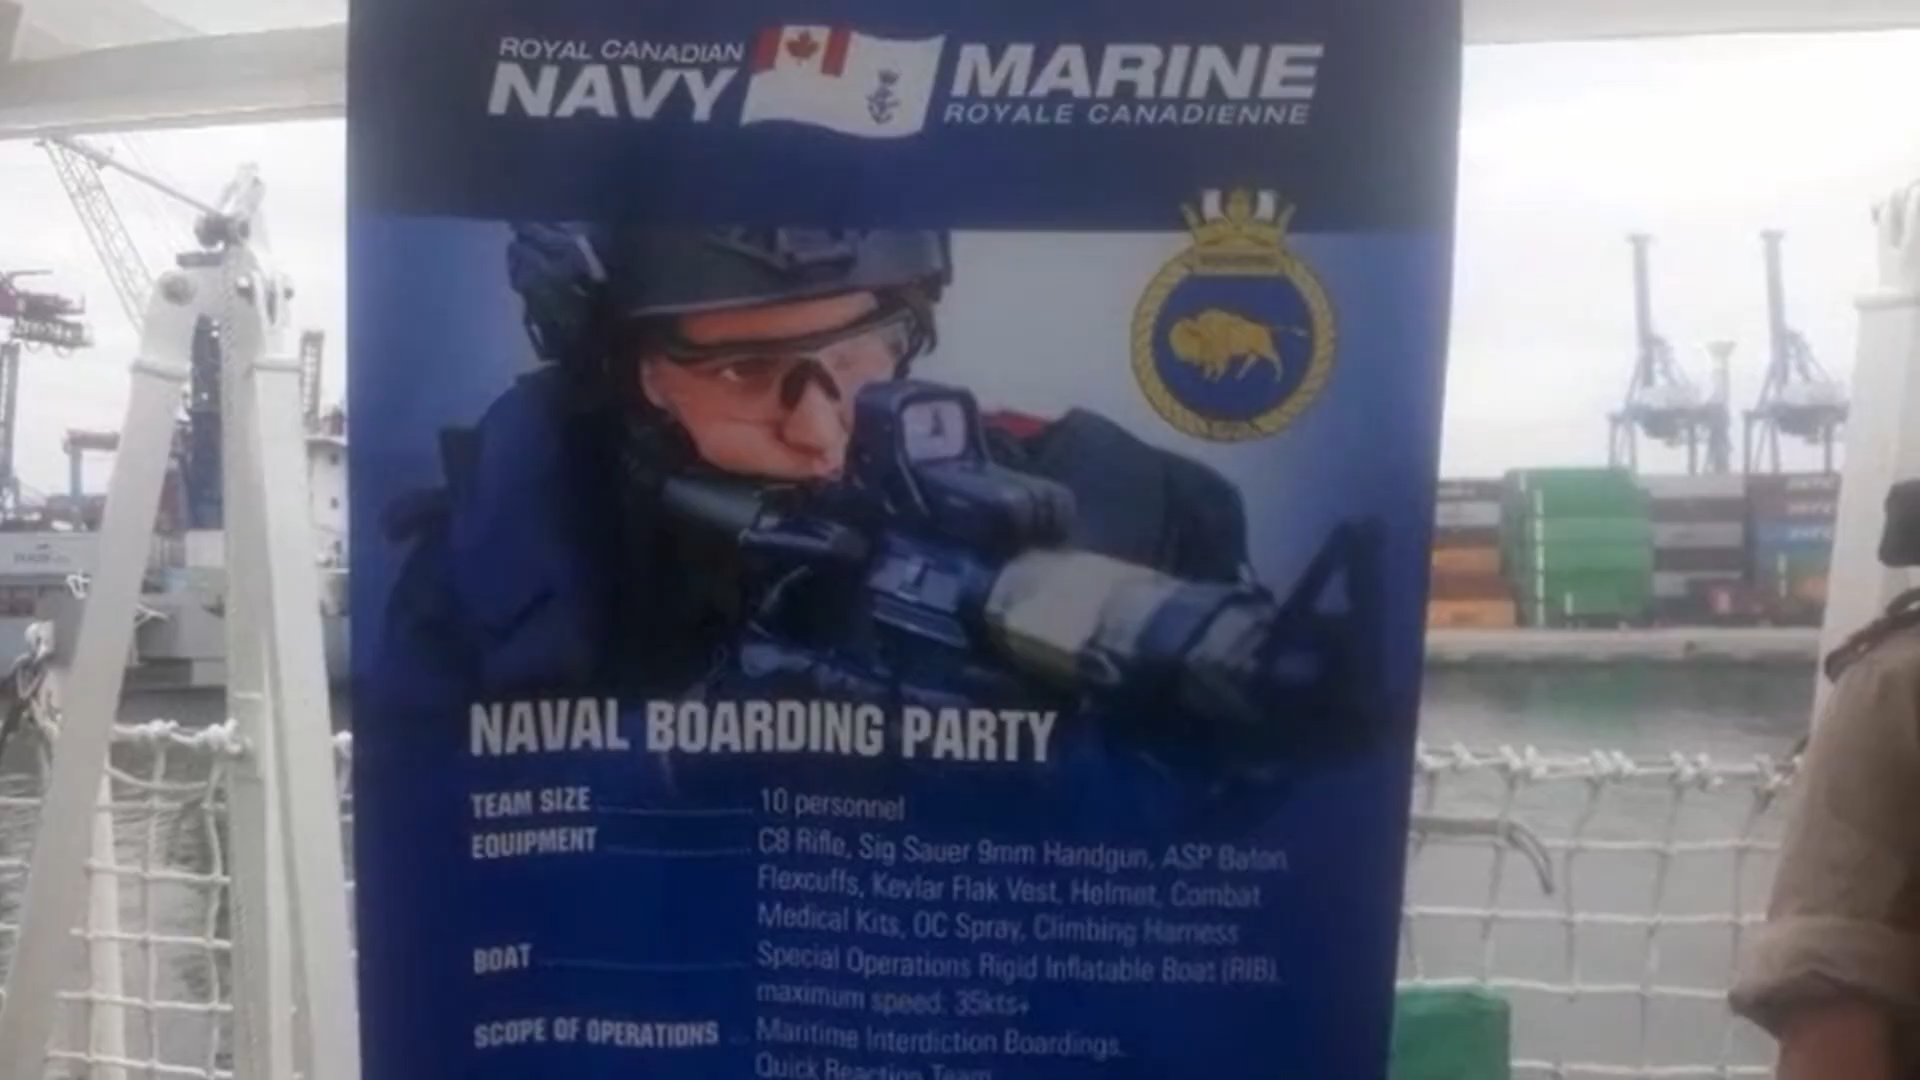 ROYAL CANADIAN
NAVY
MARINE
ROYALE CANADIENNE
NAVAL BOARDING PARTY
TEAM SIZE 10 personnel
EQUIPMENT C8 Rifle, Sig Sauer 9mm Handgun, ASP Baton
Flexcuffs, Kevlar Flak Vest, Helmet, Combat
Medical Kits, OC Spray, Climbing Harness
BOAT Special Operations Rigid Inflatable Boat (RIB),
maximum speed: 35kts+
SCOPE OF OPERATIONS Maritime Interdiction Boardings,
Quick Reaction Team